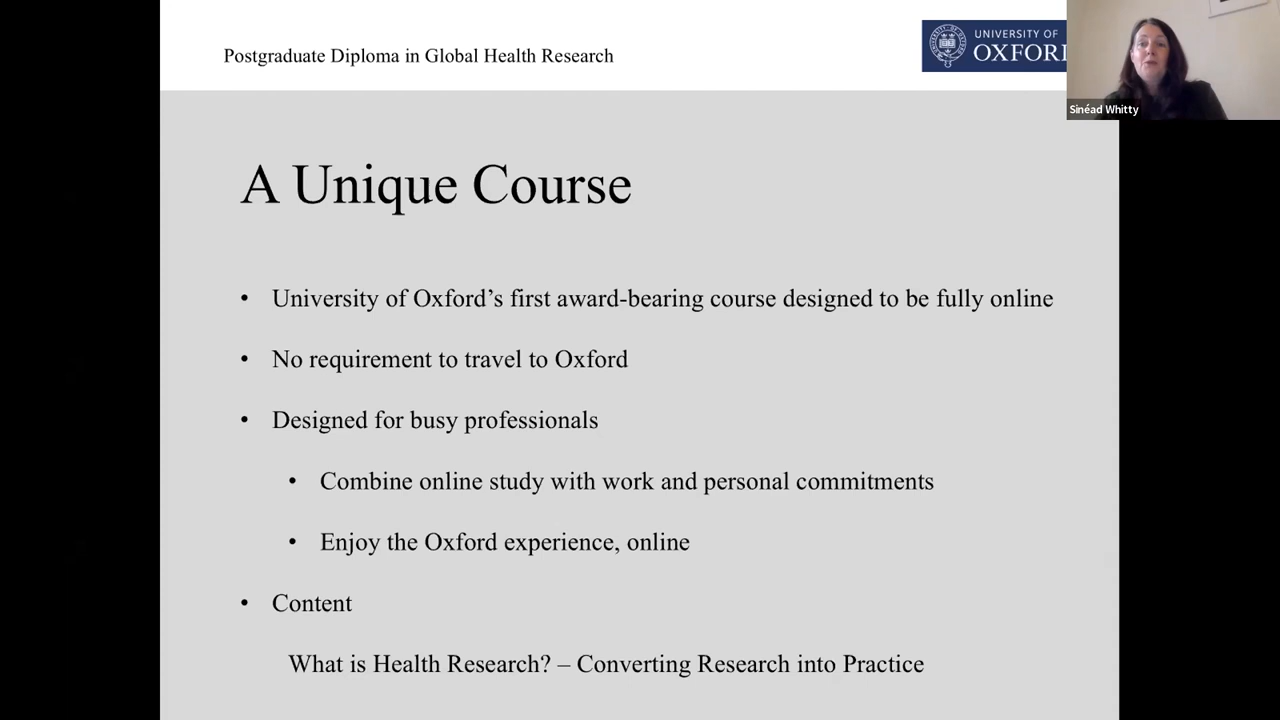 Postgraduate Diploma in Global Health Research
UNIVERSITY OF
OXFORD
Sinéad Whitty
A Unique Course
• University of Oxford’s first award-bearing course designed to be fully online
• No requirement to travel to Oxford
• Designed for busy professionals
• Combine online study with work and personal commitments
• Enjoy the Oxford experience, online
• Content
What is Health Research? – Converting Research into Practice